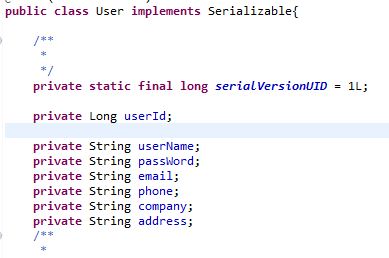 public class User implements Serializable{
/**
*
*/
private static final long serialVersionUID = 1L;
private Long userId;
private String userName;
private String passWord;
private String email;
private String phone;
private String company;
private String address;
/**
*